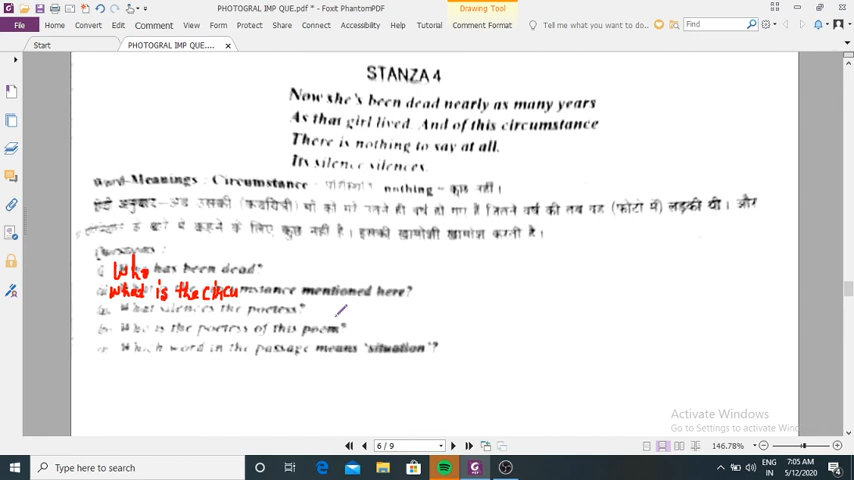 PHOTOGRAL IMP QUE.pdf * - Foxit PhantomPDF
Drawing Tool
File Home Edit Comment View Form Protect Share Connect Accessibility Help Tutorial Comment Format Tell me what you want to do.. Find
Start PHOTOGRAL IMP QUE....
STANZA 4
Now she's been dead nearly as many years
As that girl lived. And of this circumstance
There is nothing to say at all.
Its silence silences.
Word-Meanings : Circumstance - nothing - कुछ नहीं।
हिंदी अनुवाद-अब उसकी (कवयित्री) माँ को मरे उतने ही वर्ष हो गए हैं जितने वर्ष की तब वह (फोटो में) लड़की थी। और
के बारे में कहने के लिए कुछ नहीं है। इसकी खामोशी खामोश करती है।
Questions :
Who has been dead?
What is the circumstance mentioned here?
What silences the poetess?
Who is the poetess of this poem?
Which word in the passage means 'situation'?
Activate Windows
Go to Settings to activate Windows.
6 / 9 146.78%
Type here to search
ENG 7:05 AM
IN 5/12/2020
4